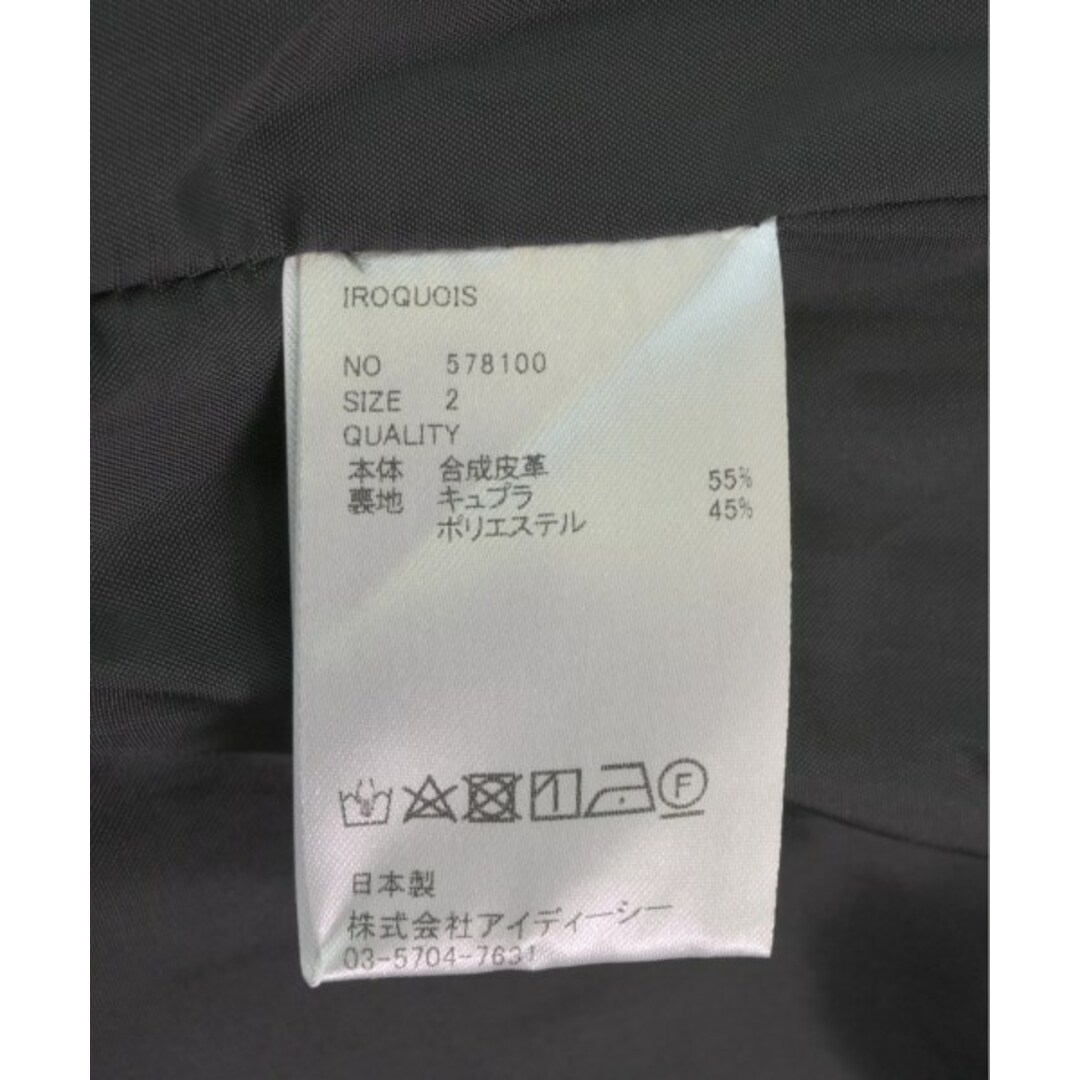 IROQUOIS
NO 578100
SIZE 2
QUALITY
本体 合成皮革
裏地 キュプラ 55%
ポリエステル 45%
F
日本製
株式会社アイディーシー
03-5704-7631